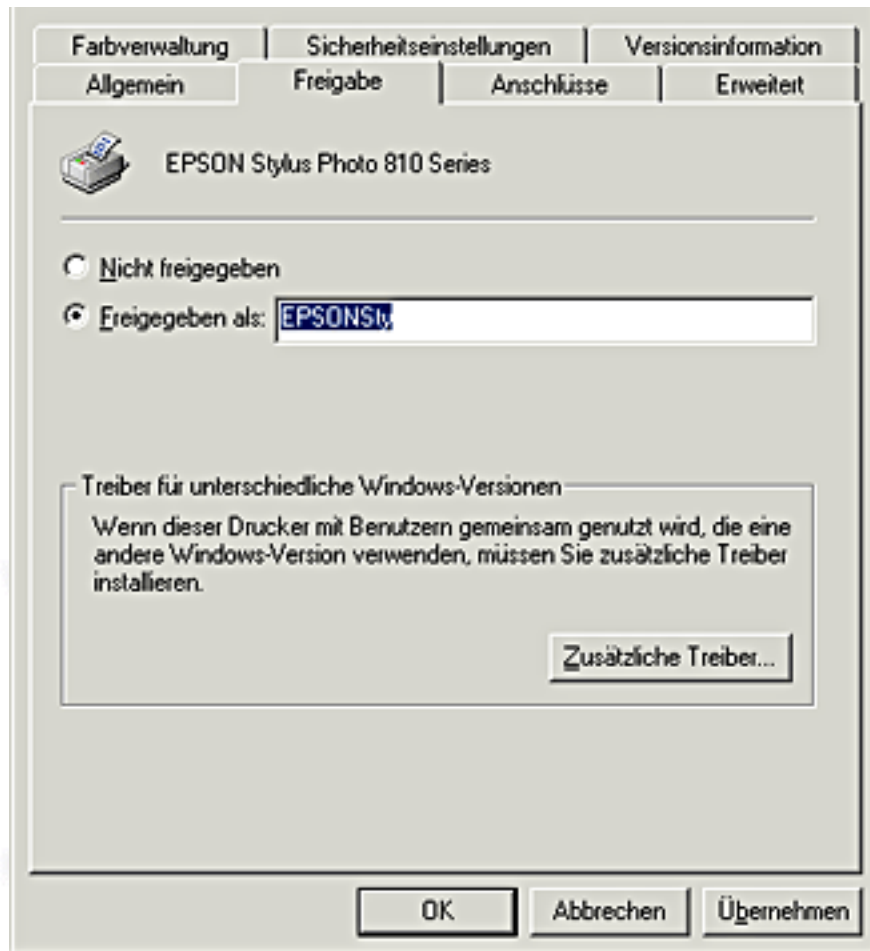 Farbverwaltung Sicherheitseinstellungen Versionsinformation
Allgemein Freigabe Anschlüsse Erweitert
EPSON Stylus Photo 810 Series
Nicht freigegeben
Freigegeben als: EPSONSty
Treiber für unterschiedliche Windows-Versionen
Wenn dieser Drucker mit Benutzern gemeinsam genutzt wird, die eine
andere Windows-Version verwenden, müssen Sie zusätzliche Treiber
installieren.
Zusätzliche Treiber...
OK Abbrechen Übernehmen